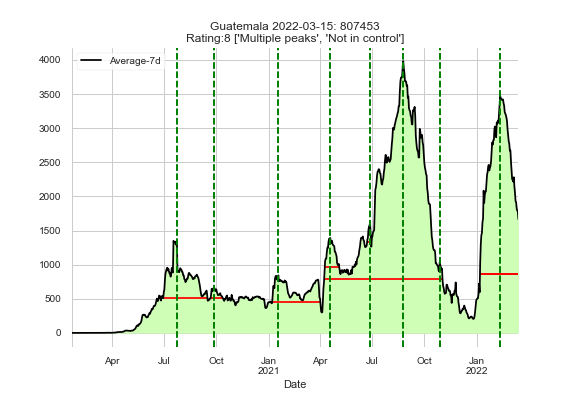 Guatemala 2022-03-15: 807453
Rating:8 ['Multiple peaks', 'Not in control']
Average-7d
4000
3500
3000
2500
2000
1500
1000
500
0
Apr
Jul
Oct
Jan
2021
Apr
Jul
Oct
Jan
2022
Date